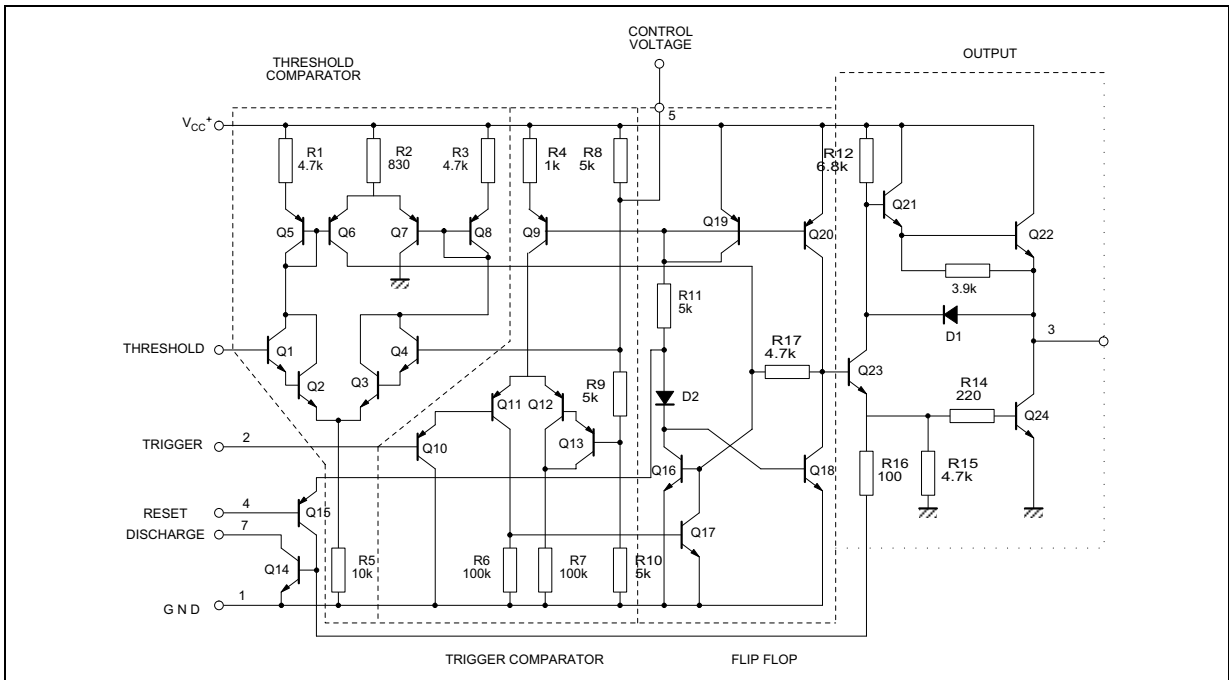 CONTROL
VOLTAGE
OUTPUT
THRESHOLD
COMPARATOR
5
VCC+
R1
4.7k
R2
830
R3
4.7k
R4
1k
R8
5k
R12
6.8k
Q5
Q6
Q7
Q8
Q9
Q19
Q20
Q21
Q22
3.9k
R11
5k
D1
3
THRESHOLD
Q1
Q2
Q3
Q4
R17
4.7k
Q23
R9
5k
D2
R14
220
Q11
Q12
Q24
TRIGGER
2
Q10
Q13
Q16
Q18
R16
100
R15
4.7k
RESET
4
Q15
DISCHARGE
7
Q17
Q14
R5
10k
R6
100k
R7
100k
R10
5k
G N D
1
TRIGGER COMPARATOR
FLIP FLOP